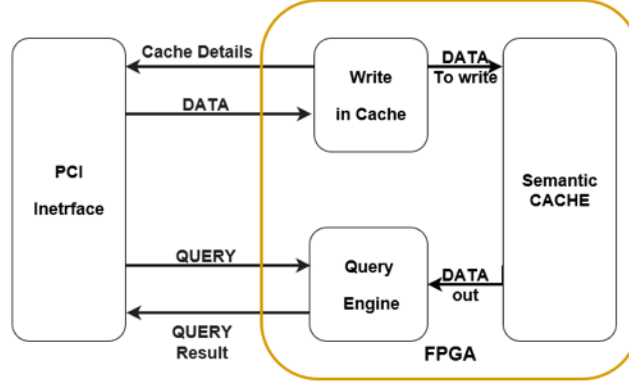 Cache Details
DATA
PCI
Inetrface
QUERY
QUERY
Result
Write
in Cache
DATA
To write
Query
Engine
DATA
out
Semantic
CACHE
FPGA